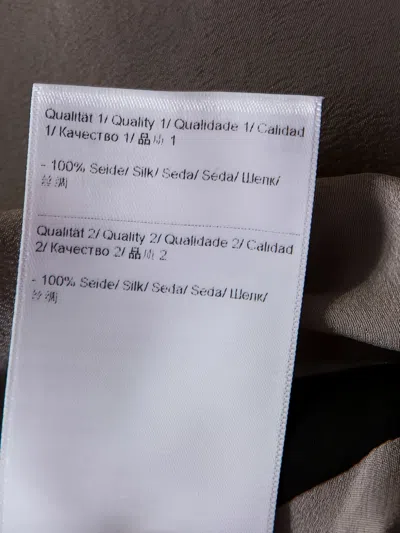 Qualität 1/ Quality 1/ Qualidade 1/ Calidad
1/ Качество 1/ 品质 1
- 100% Seide/ Silk/ Seda/ Seda/ Шелк/
丝绸
Qualität 2/ Quality 2/ Qualidade 2/ Calidad
2/ Качество 2/ 品质 2
- 100% Seide/ Silk/ Seda/ Seda/ Шелк/
丝绸